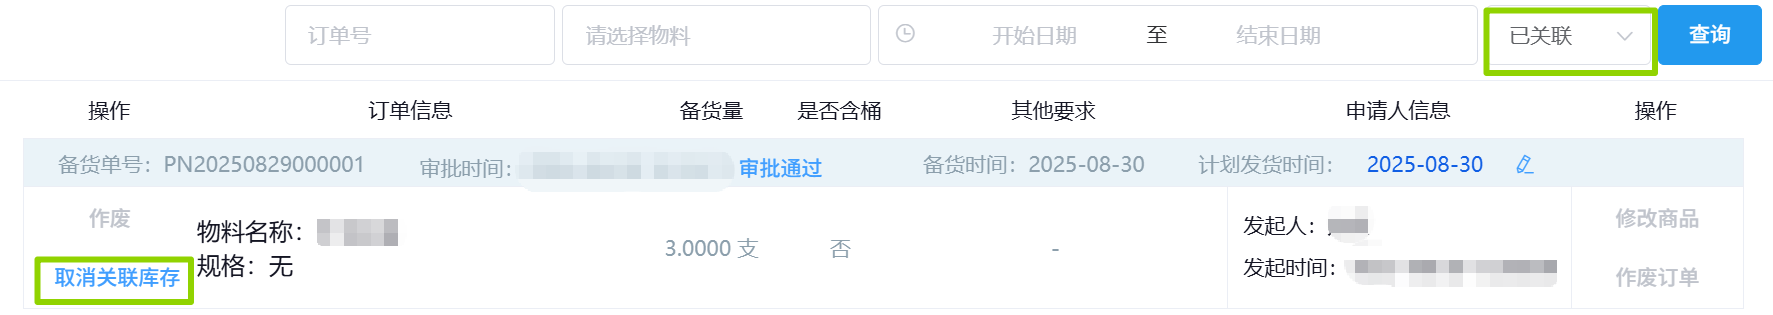 订单号 请选择物料 开始日期 至 结束日期 已关联 查询
操作 订单信息 备货量 是否含桶 其他要求 申请人信息 操作
备货单号：PN20250829000001 审批时间： 审批通过 备货时间：2025-08-30 计划发货时间： 2025-08-30
作废 物料名称： 发起人： 修改商品
3.0000 支 否 -
取消关联库存 规格：无 发起时间： 作废订单